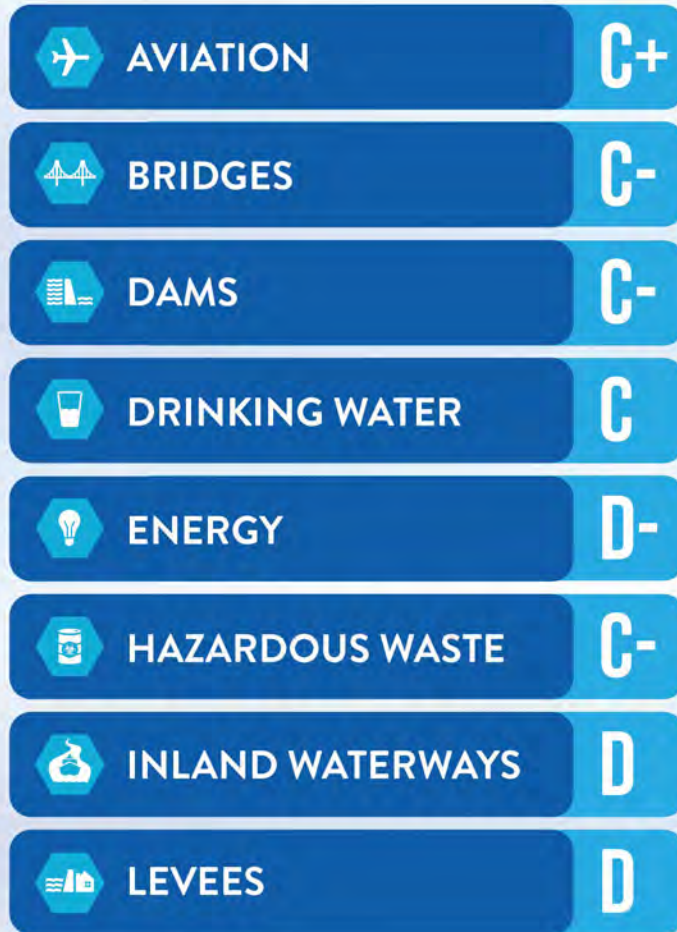 AVIATION C+
BRIDGES C-
DAMS C-
DRINKING WATER C
ENERGY D-
HAZARDOUS WASTE C-
INLAND WATERWAYS D
LEVEES D